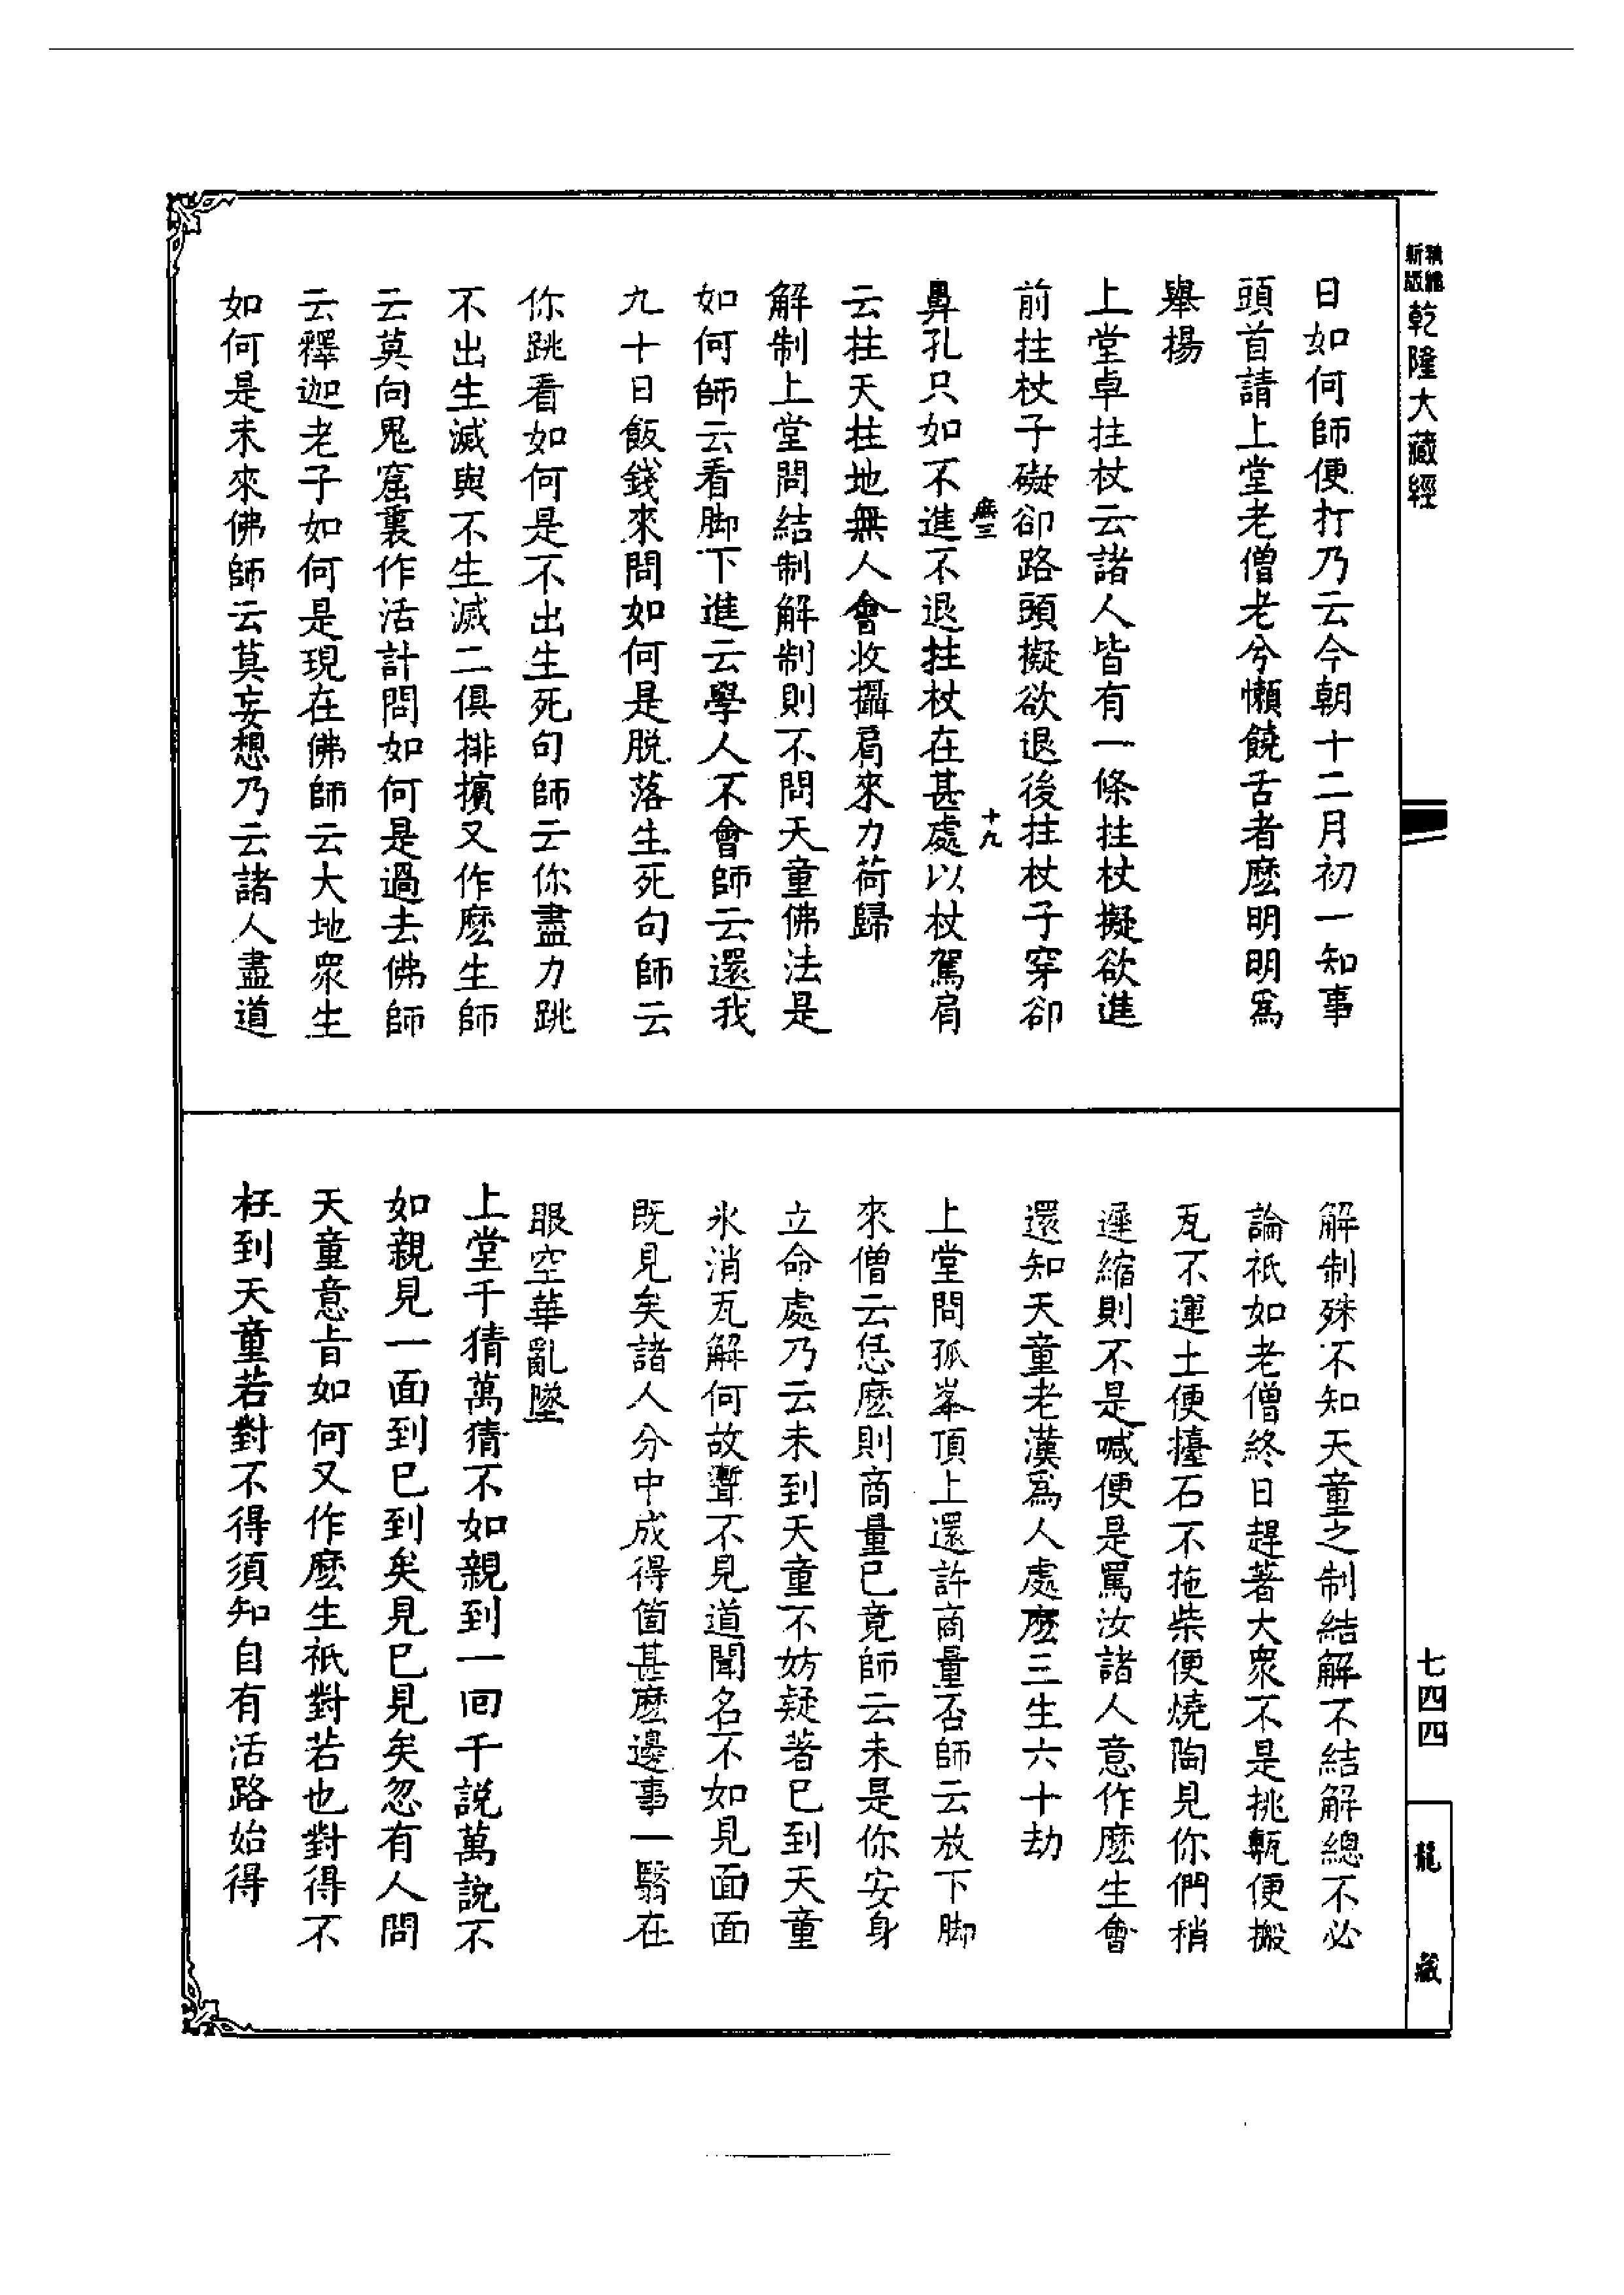 精雕
新版
乾隆大藏經
日如何師便打乃云今朝十二月初一知事
頭首請上堂老僧老兮懶饒舌者麽明明爲
舉揚
上堂卓拄杖云諸人皆有一條拄杖擬欲進
前拄杖子礙卻路頭擬欲退後拄杖子穿卻
無三
十九
鼻孔只如不進不退拄杖在甚處以杖駕肩
云拄天拄地無人會收攝肩來力荷歸
解制上堂問結制解制則不問天童佛法是
如何師云看脚下進云學人不會師云還我
九十日飯錢來問如何是脱落生死句師云
你跳看如何是不出生死句師云你盡力跳
不出生滅與不生滅二俱排擯又作麽生師
云莫向鬼窟裏作活計問如何是過去佛師
云釋迦老子如何是現在佛師云大地眾生
如何是未來佛師云莫妄想乃云諸人盡道
解制殊不知天童之制結解不結解總不必
論祇如老僧終日趕著大衆不是挑甎便搬
瓦不運土便擡石不拖柴便燒陶見你們稍
遲縮則不是喊便是罵汝諸人意作麽生會
還知天童老漢爲人處麽三生六十劫
上堂問孤峯頂上還許商量否師云放下脚
來僧云恁麽則商量已竟師云未是你安身
立命處乃云未到天童不妨疑著已到天童
氷消瓦解何故聻不見道聞名不如見面面
既見矣諸人分中成得箇甚麽邊事一翳在
眼空華亂墜
上堂千猜萬猜不如親到一回千説萬説不
如親見一面到已到矣見已見矣忽有人問
天童意旨如何又作麽生祇對若也對得不
枉到天童若對不得須知自有活路始得
七四四
龍藏